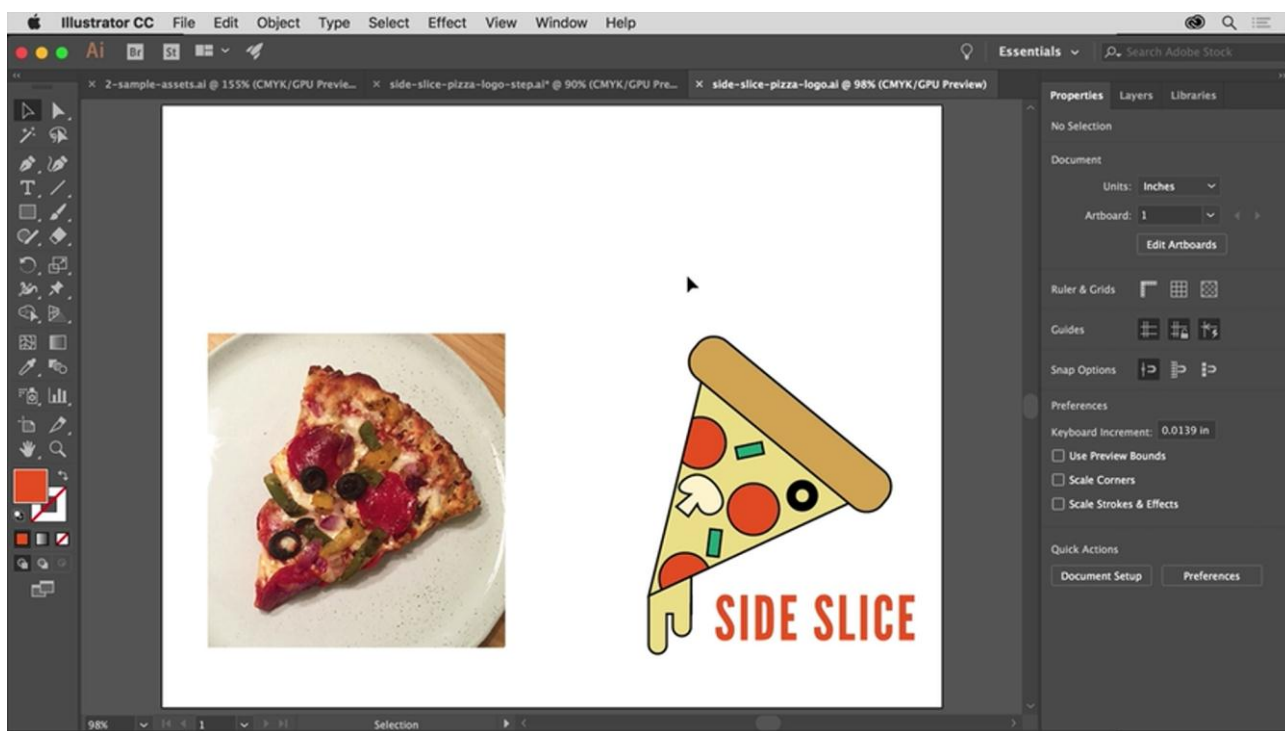 Illustrator CC File Edit Object Type Select Effect View Window Help
Ai Br St Essentials Search Adobe Stock
× 2-sample-assets.ai @ 155% (CMYK/GPU Previe... × side-slice-pizza-logo-step.ai* @ 90% (CMYK/GPU Pre... × side-slice-pizza-logo.ai @ 98% (CMYK/GPU Preview)
Properties Layers Libraries
No Selection
Document
Units: Inches
Artboard: 1
Edit Artboards
Ruler & Grids
Guides
Snap Options
Preferences
Keyboard Increment: 0.0139 in
Use Preview Bounds
Scale Corners
Scale Strokes & Effects
Quick Actions
Document Setup Preferences
SIDE SLICE
98% 1 Selection